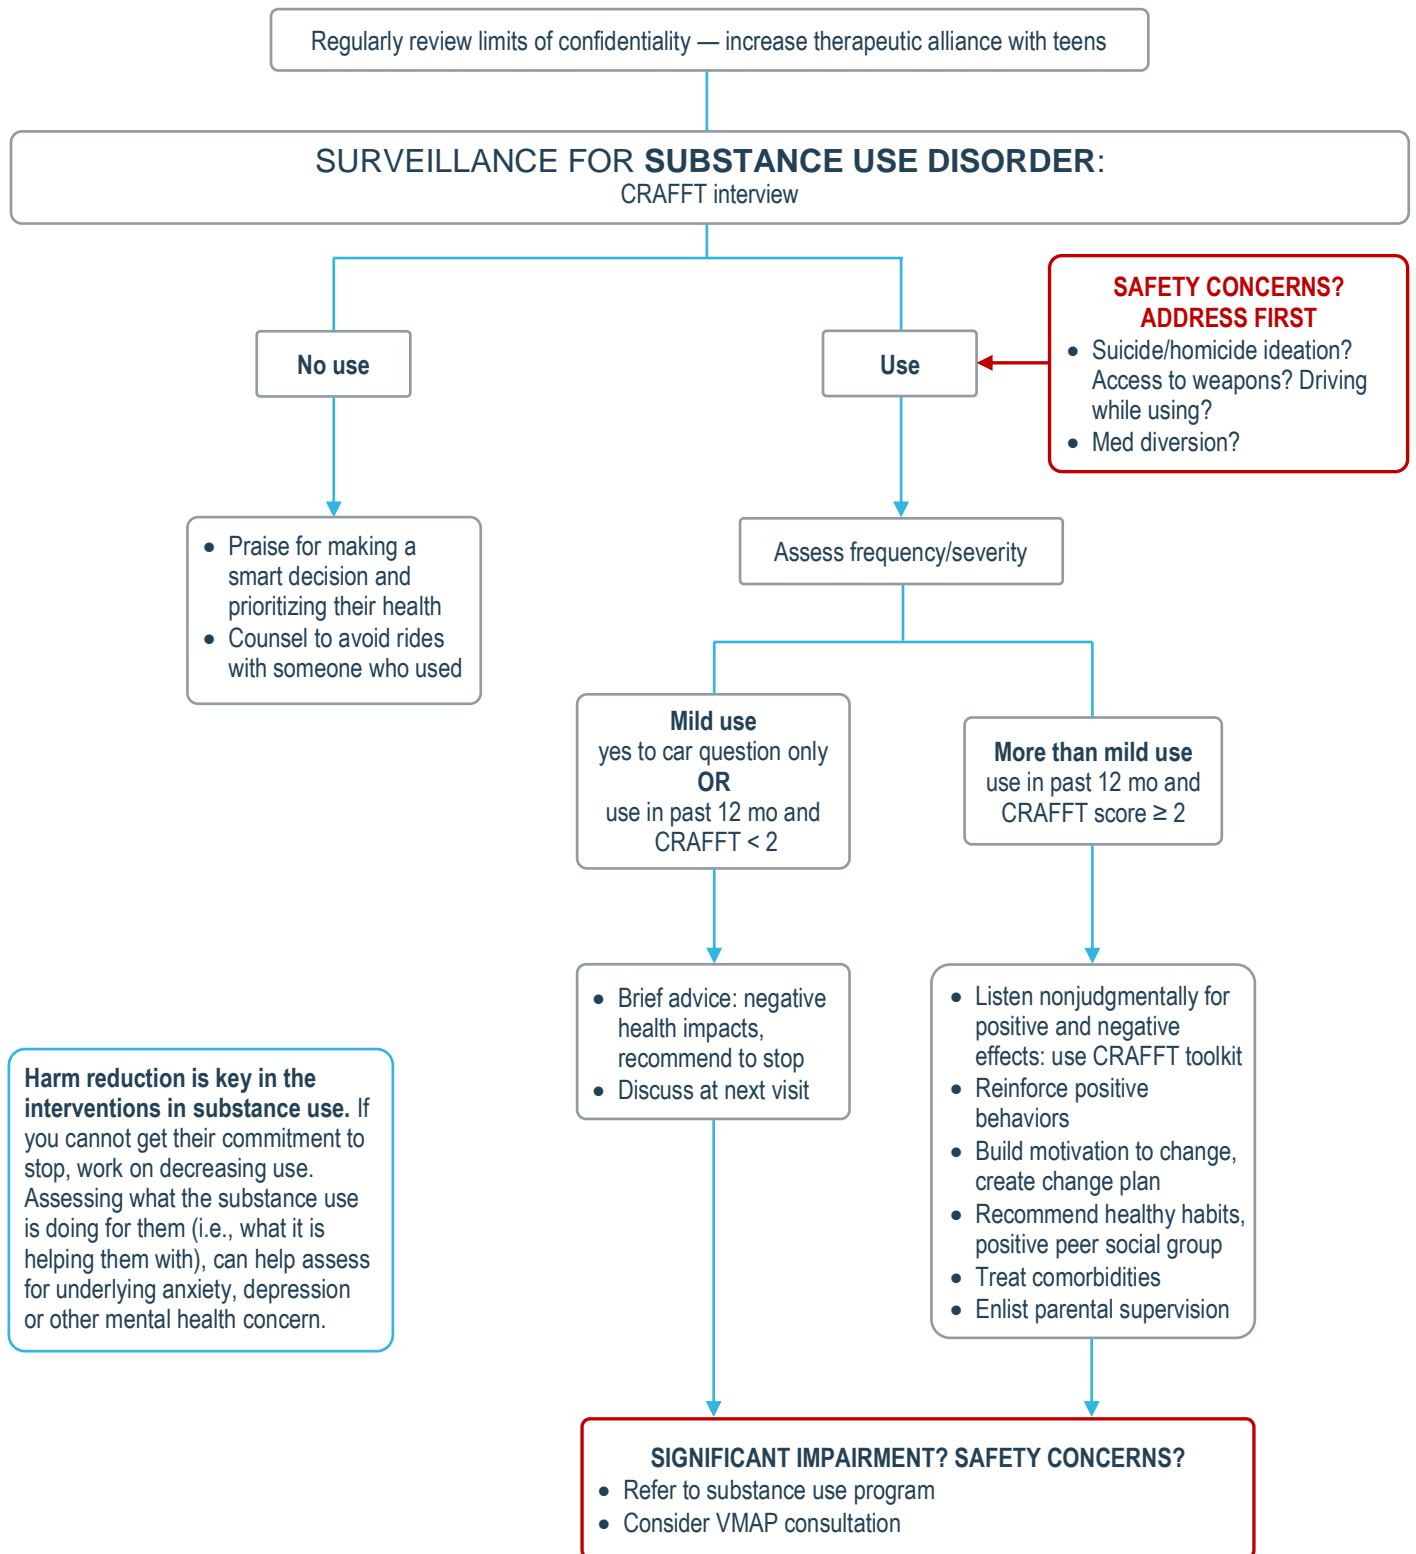 Regularly review limits of confidentiality — increase therapeutic alliance with teens
SURVEILLANCE FOR SUBSTANCE USE DISORDER:
CRAFFT interview
SAFETY CONCERNS?
ADDRESS FIRST
• Suicide/homicide ideation?
Access to weapons? Driving
while using?
• Med diversion?
No use
Use
• Praise for making a
smart decision and
prioritizing their health
• Counsel to avoid rides
with someone who used
Assess frequency/severity
Mild use
yes to car question only
OR
use in past 12 mo and
CRAFFT < 2
More than mild use
use in past 12 mo and
CRAFFT score ≥ 2
• Brief advice: negative
health impacts,
recommend to stop
• Discuss at next visit
• Listen nonjudgmentally for
positive and negative
effects: use CRAFFT toolkit
• Reinforce positive
behaviors
• Build motivation to change,
create change plan
• Recommend healthy habits,
positive peer social group
• Treat comorbidities
• Enlist parental supervision
Harm reduction is key in the
interventions in substance use. If
you cannot get their commitment to
stop, work on decreasing use.
Assessing what the substance use
is doing for them (i.e., what it is
helping them with), can help assess
for underlying anxiety, depression
or other mental health concern.
SIGNIFICANT IMPAIRMENT? SAFETY CONCERNS?
• Refer to substance use program
• Consider VMAP consultation